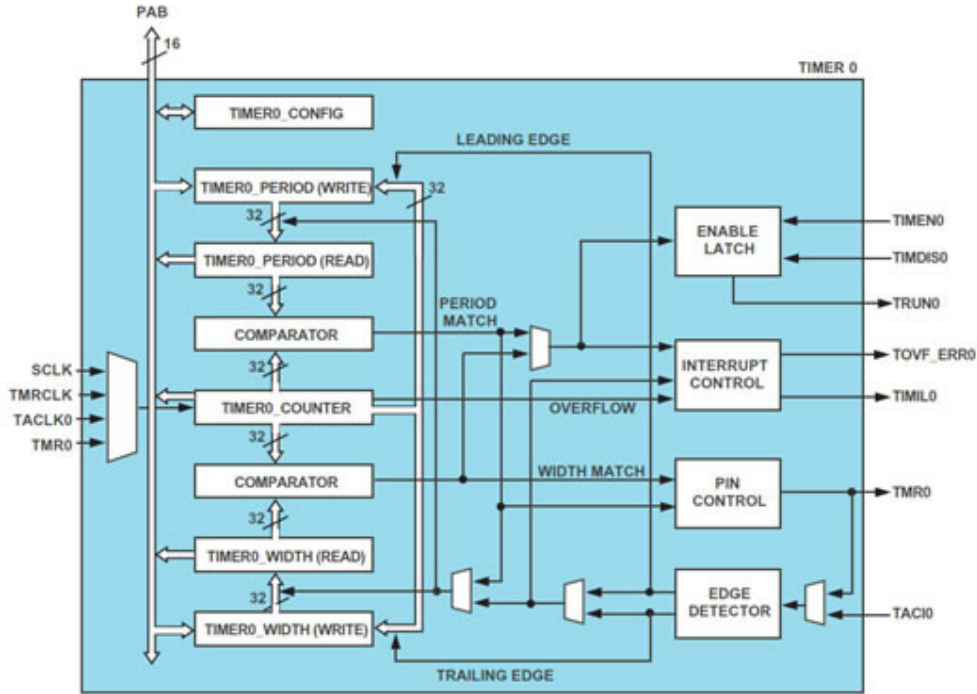 PAB
16
TIMER 0
TIMER0_CONFIG
LEADING EDGE
TIMER0_PERIOD (WRITE)
32
32
ENABLE
LATCH
TIMEN0
TIMDIS0
TIMER0_PERIOD (READ)
32
TRUN0
PERIOD
MATCH
COMPARATOR
32
INTERRUPT
CONTROL
TOVF_ERR0
TIMIL0
SCLK
TMRCLK
TACLK0
TMR0
TIMER0_COUNTER
OVERFLOW
32
WIDTH MATCH
COMPARATOR
PIN
CONTROL
TMR0
32
TIMER0_WIDTH (READ)
32
EDGE
DETECTOR
TACI0
TIMER0_WIDTH (WRITE)
TRAILING EDGE